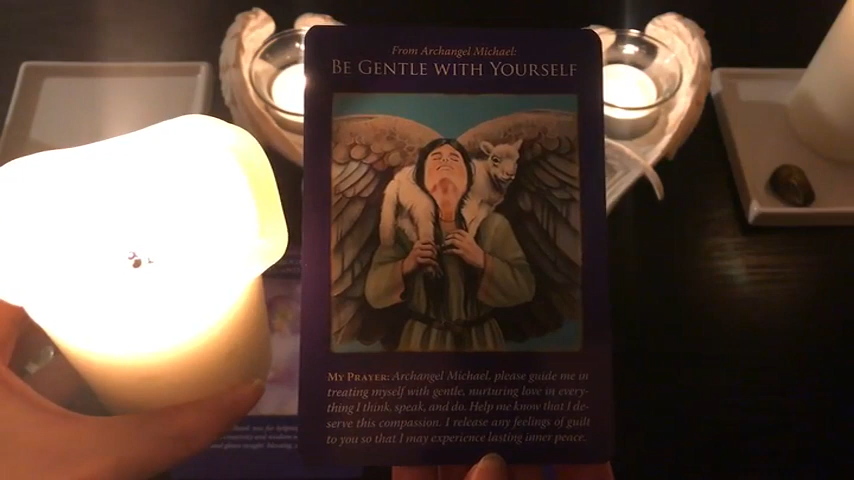 From Archangel Michael:
BE GENTLE WITH YOURSELF
MY PRAYER: Archangel Michael, please guide me in
treating myself with gentle, nurturing love in every-
thing I think, speak, and do. Help me know that I de-
serve this compassion. I release any feelings of guilt
to you so that I may experience lasting inner peace.